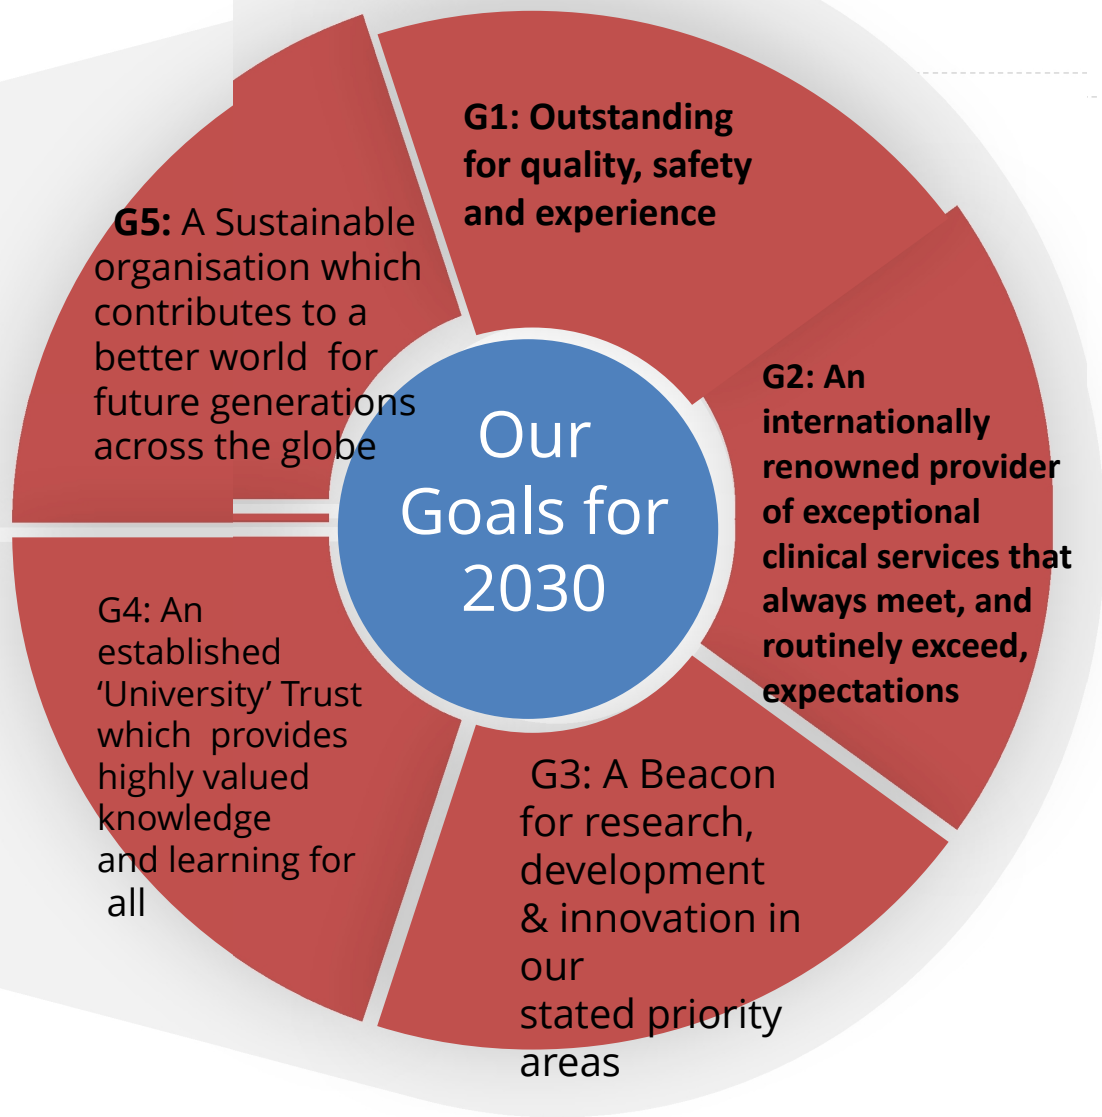 Our
Goals for
2030
G1: Outstanding
for quality, safety
and experience
G2: An
internationally
renowned provider
of exceptional
clinical services that
always meet, and
routinely exceed,
expectations
G3: A Beacon
for research,
development
& innovation in
our
stated priority
areas
G4: An
established
‘University’ Trust
which provides
highly valued
knowledge
and learning for
all
G5: A Sustainable
organisation which
contributes to a
better world for
future generations
across the globe